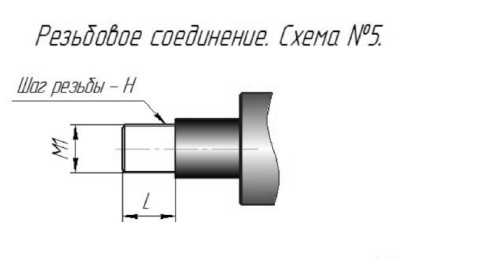 Резьбовое соединение. Схема №5.
Шаг резьбы – Н
М1
L